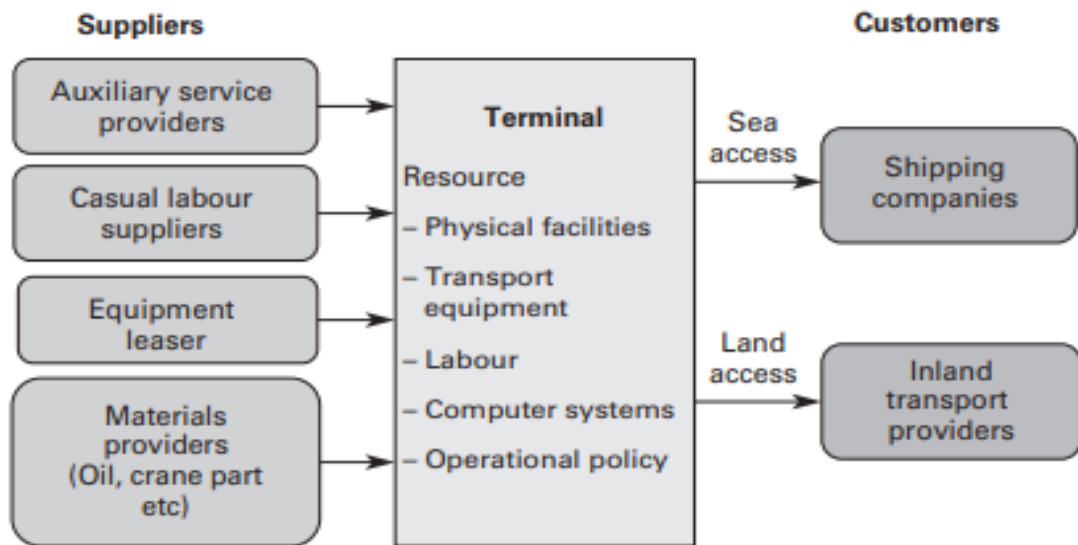 Suppliers
Auxiliary service
providers
Casual labour
suppliers
Equipment
leaser
Materials
providers
(Oil, crane part
etc)
Terminal
Resource
– Physical facilities
– Transport
equipment
– Labour
– Computer systems
– Operational policy
Sea
access
Land
access
Customers
Shipping
companies
Inland
transport
providers